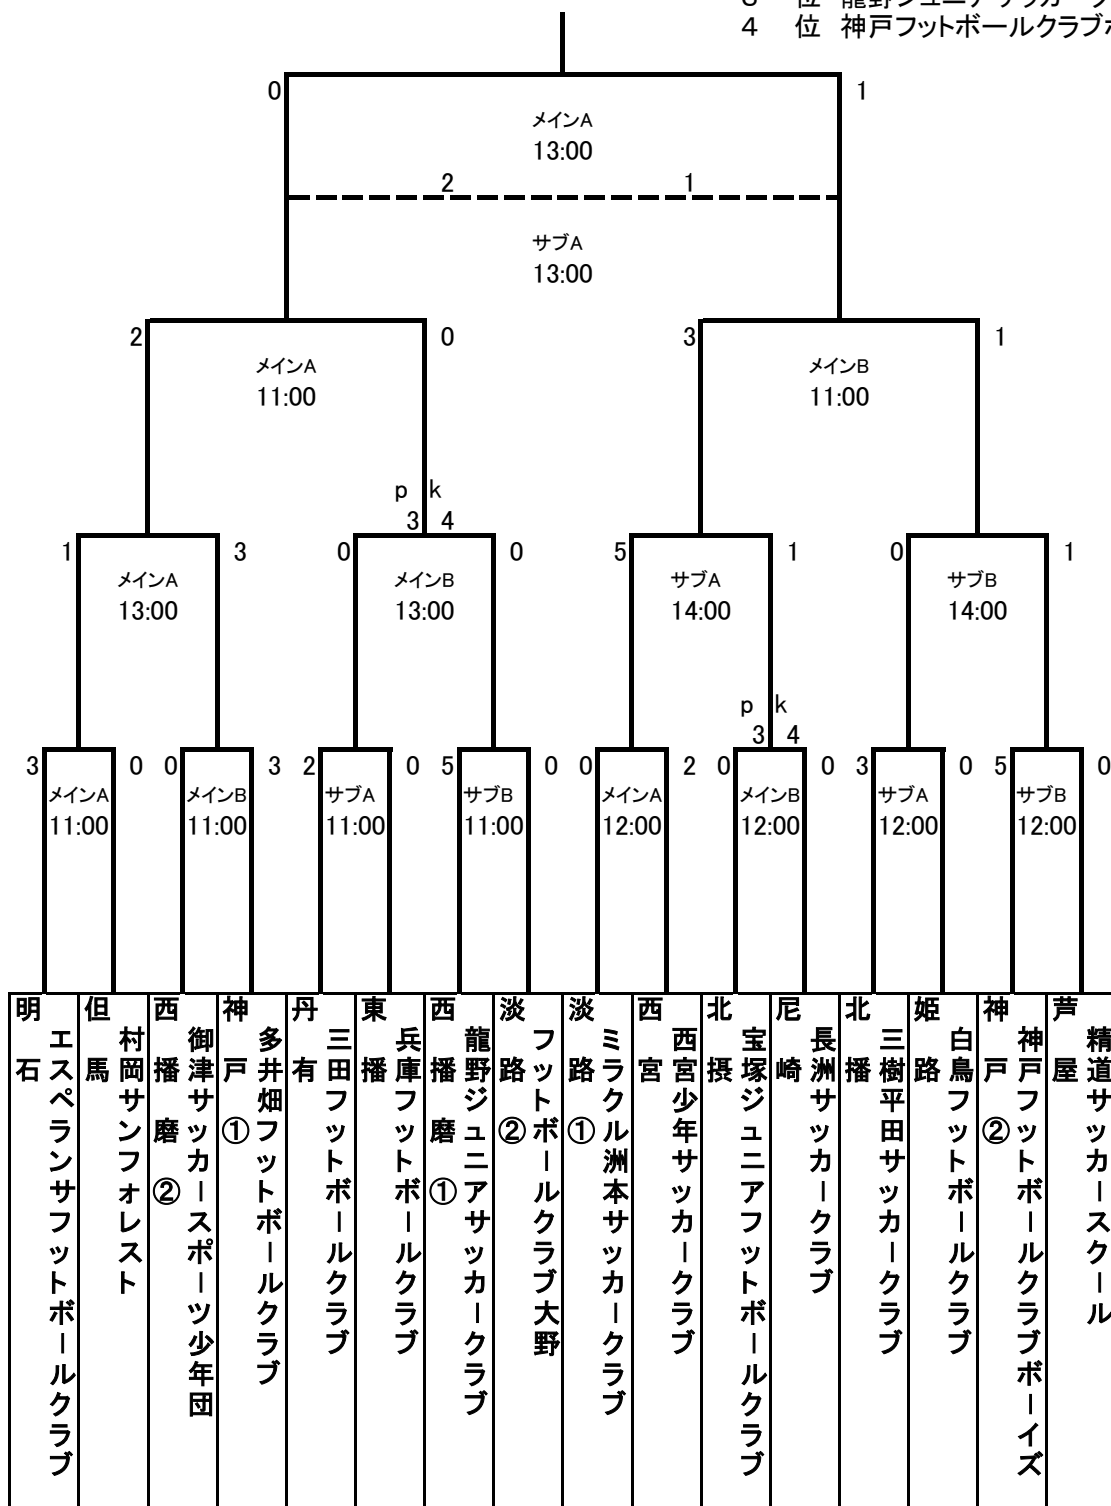 位
４ 位 神戸フットボールクラブ
0 1
メインA
13:00
2 1
サブA
13:00
2 0 3 1
メインA メインB
11:00 11:00
p k
3 4
1 3 0 0 5 1 0 1
メインA メインB サブA サブB
13:00 13:00 14:00 14:00
p k
3 4
3 0 0 3 2 0 5 0 0 2 0 0 3 0 5 0
メインA メインB サブA サブB メインA メインB サブA サブB
11:00 11:00 11:00 11:00 12:00 12:00 12:00 12:00
明石 エスペランサフットボールクラブ
但馬 村岡サンフォレスト
西播磨② 御津サッカースポーツ少年団
神戸① 多井畑フットボールクラブ
丹有 三田フットボールクラブ
東播 兵庫フットボールクラブ
西播磨① 龍野ジュニアサッカークラブ
淡路② フットボールクラブ大野
淡路① ミラクル洲本サッカークラブ
西宮 西宮少年サッカークラブ
北摂 宝塚ジュニアフットボールクラブ
尼崎 長洲サッカークラブ
北播 三樹平田サッカークラブ
姫路 白鳥フットボールクラブ
神戸② 神戸フットボールクラブボーイズ
芦屋 精道サッカースクール